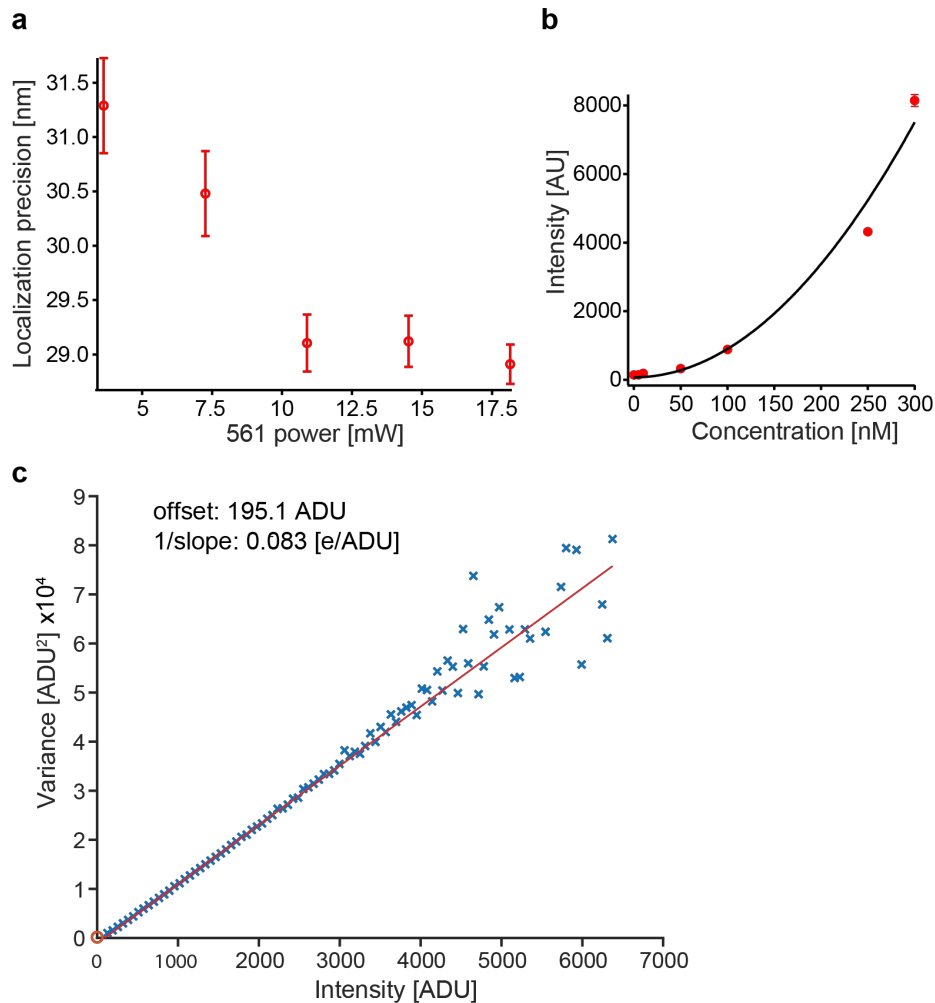 a
Localization precision [nm]
31.5
31.0
30.5
30.0
29.5
29.0
5 7.5 10 12.5 15 17.5
561 power [mW]
b
Intensity [AU]
8000
6000
4000
2000
0
0 50 100 150 200 250 300
Concentration [nM]
c
offset: 195.1 ADU
1/slope: 0.083 [e/ADU]
Variance [ADU²] x10⁴
9
8
7
6
5
4
3
2
1
0
0 1000 2000 3000 4000 5000 6000 7000
Intensity [ADU]